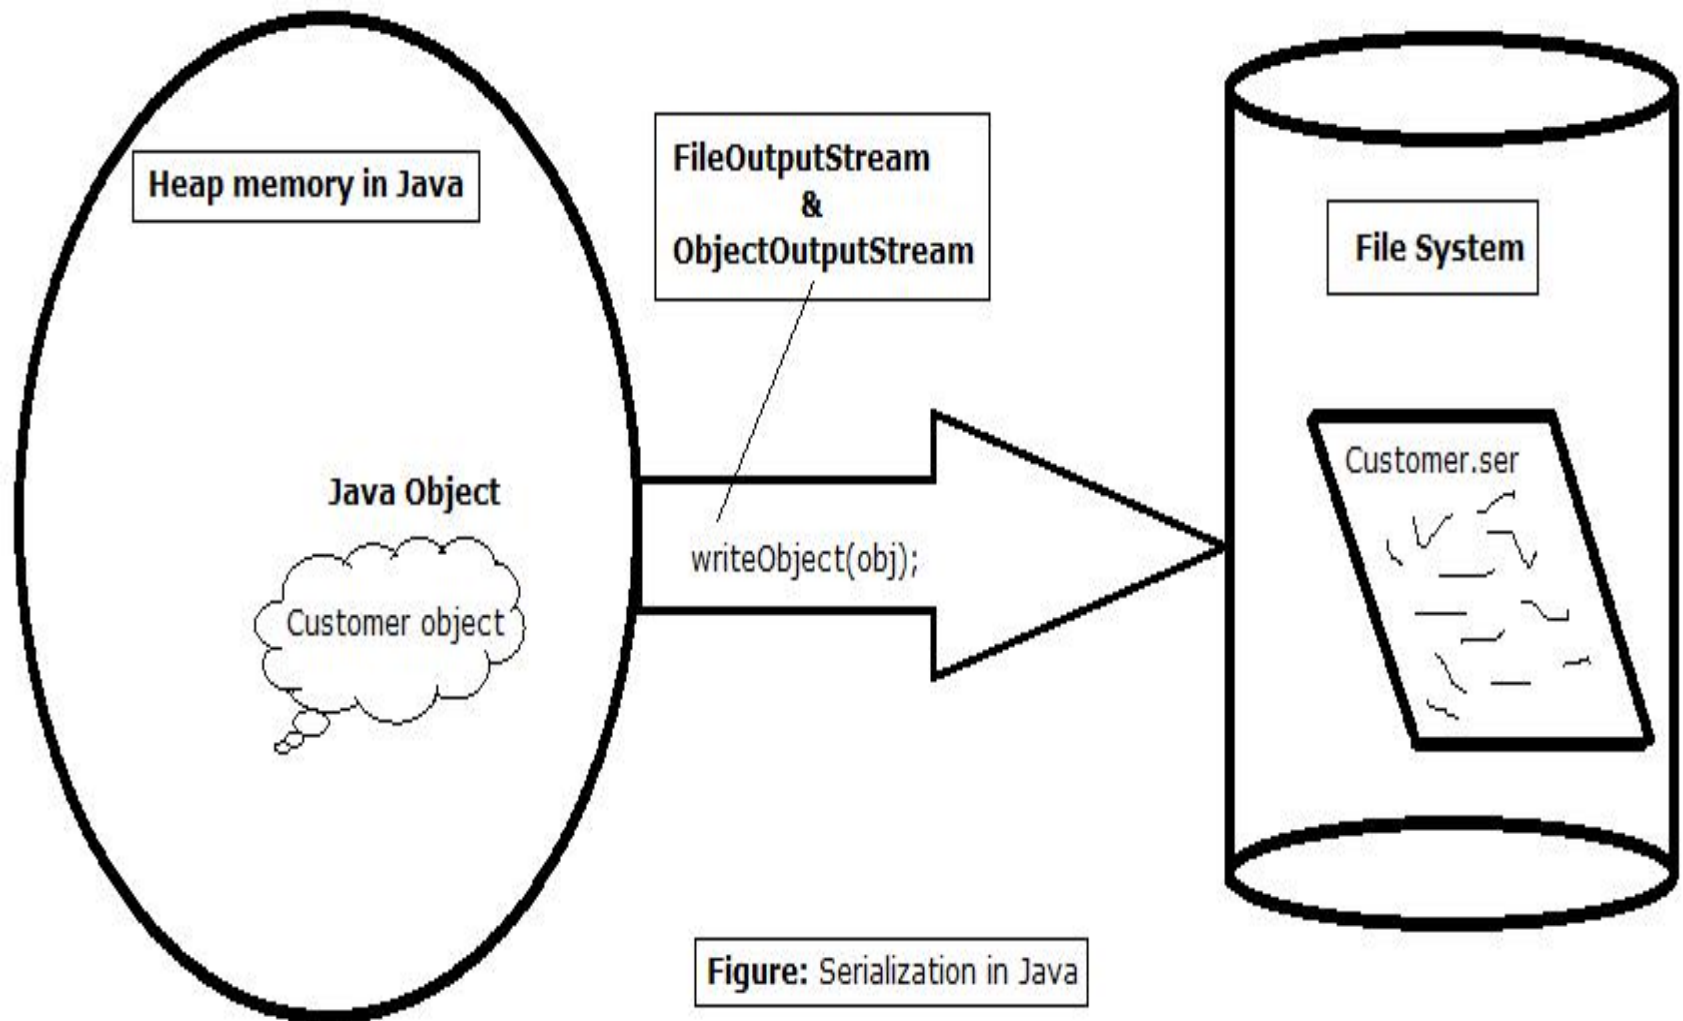 Heap memory in Java
FileOutputStream
&
ObjectOutputStream
File System
Java Object
Customer object
writeObject(obj);
Customer.ser
Figure: Serialization in Java